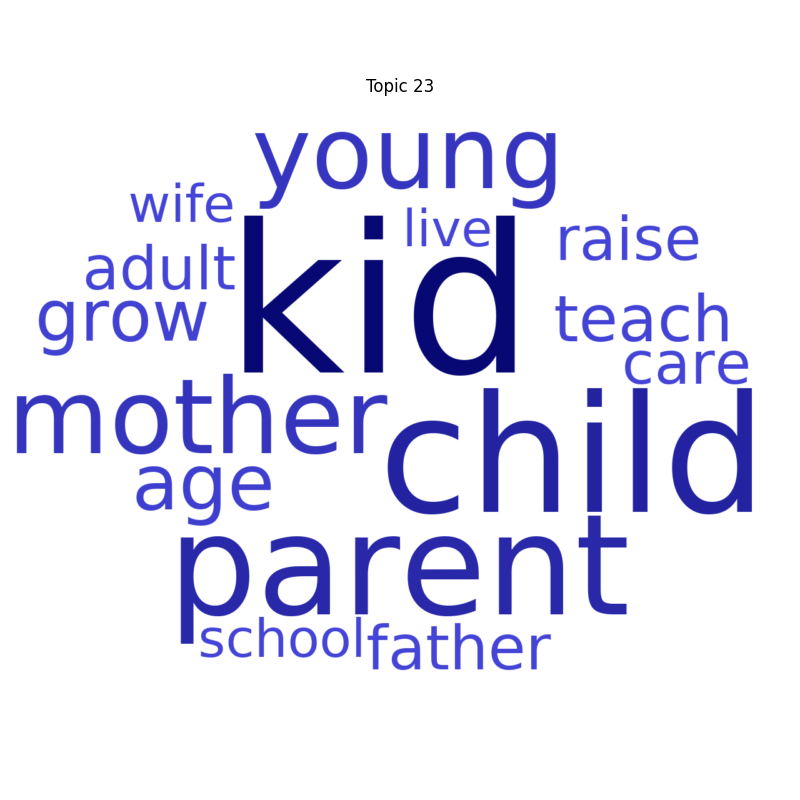 Topic 23
young
wife
live
raise
kid
adult
grow
teach
care
mother
child
age
parent
school
father